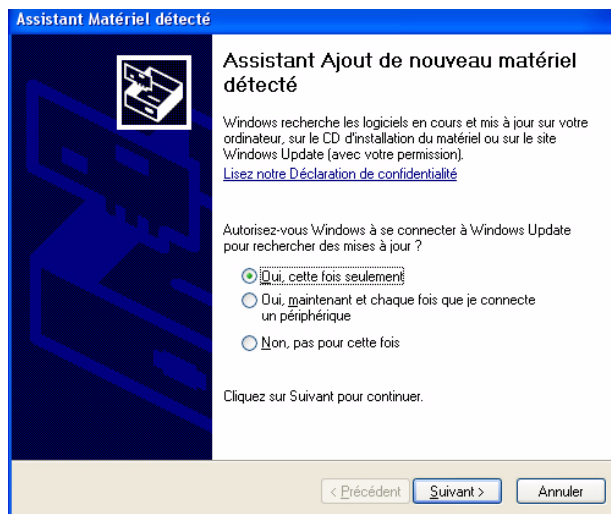 Assistant Matériel détecté
Assistant Ajout de nouveau matériel
détecté
Windows recherche les logiciels en cours et mis à jour sur votre
ordinateur, sur le CD d'installation du matériel ou sur le site
Windows Update (avec votre permission).
Lisez notre Déclaration de confidentialité
Autorisez-vous Windows à se connecter à Windows Update
pour rechercher des mises à jour ?
Oui, cette fois seulement
Oui, maintenant et chaque fois que je connecte
un périphérique
Non, pas pour cette fois
Cliquez sur Suivant pour continuer.
< Précédent Suivant > Annuler